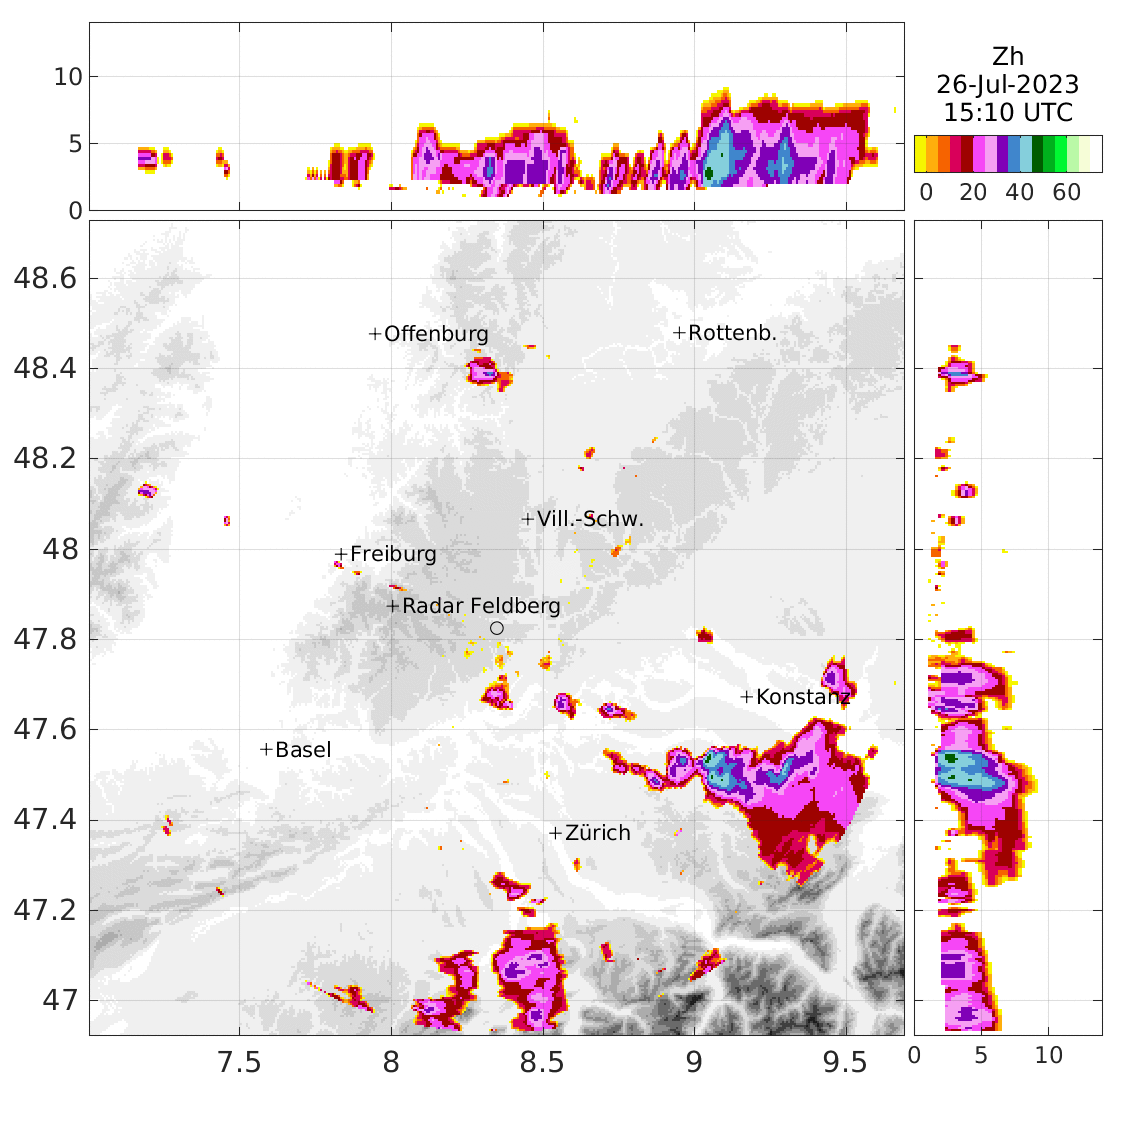 Zh
26-Jul-2023
15:10 UTC
10
5
0
0 20 40 60
48.6
48.4
48.2
48
47.8
47.6
47.4
47.2
47
+Offenburg
+Rottenb.
+Vill.-Schw.
+Freiburg
+Radar Feldberg
+Konstanz
+Basel
+Zürich
7.5 8 8.5 9 9.5
0 5 10